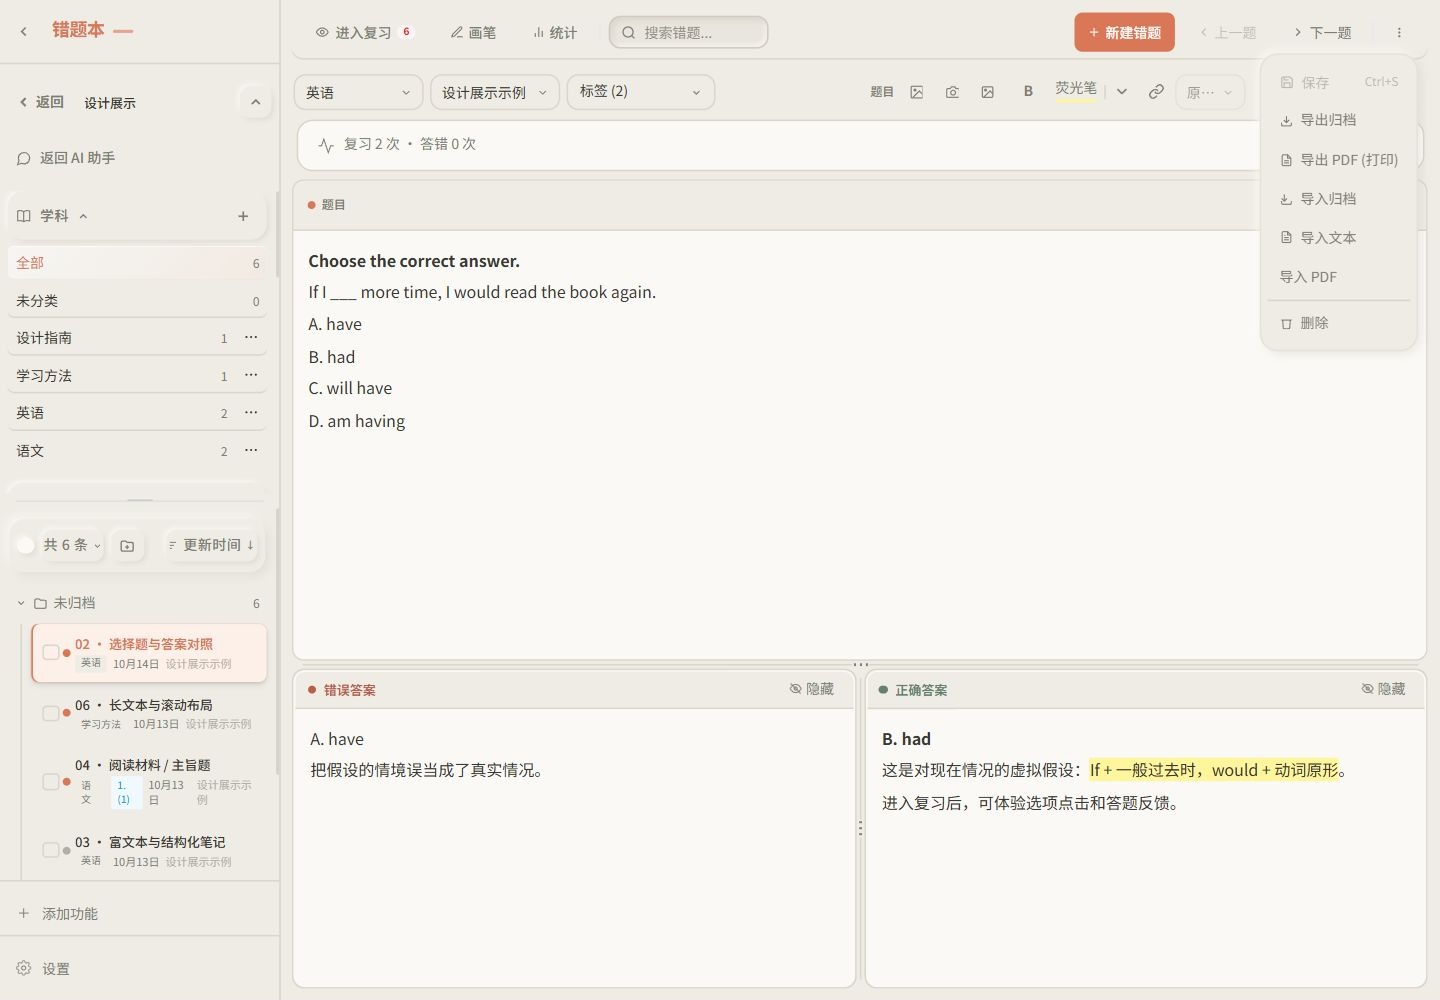 错题本
进入复习 6
画笔
统计
搜索错题...
+ 新建错题
上一题
下一题
返回 设计展示
返回 AI 助手
学科
全部 6
未分类 0
设计指南 1
学习方法 1
英语 2
语文 2
共 6 条
更新时间
未归档 6
02 · 选择题与答案对照
英语 10月14日 设计展示示例
06 · 长文本与滚动布局
学习方法 10月13日 设计展示示例
04 · 阅读材料 / 主旨题
语文 1.(1) 10月13日 设计展示示例
03 · 富文本与结构化笔记
英语 10月13日 设计展示示例
添加功能
设置
英语
设计展示示例
标签 (2)
题目
B
荧光笔
原···
复习 2 次 · 答错 0 次
题目
Choose the correct answer.
If I ___ more time, I would read the book again.
A. have
B. had
C. will have
D. am having
错误答案 隐藏
A. have
把假设的情境误当成了真实情况。
正确答案 隐藏
B. had
这是对现在情况的虚拟假设：If + 一般过去时，would + 动词原形。
进入复习后，可体验选项点击和答题反馈。
保存 Ctrl+S
导出归档
导出 PDF (打印)
导入归档
导入文本
导入 PDF
删除